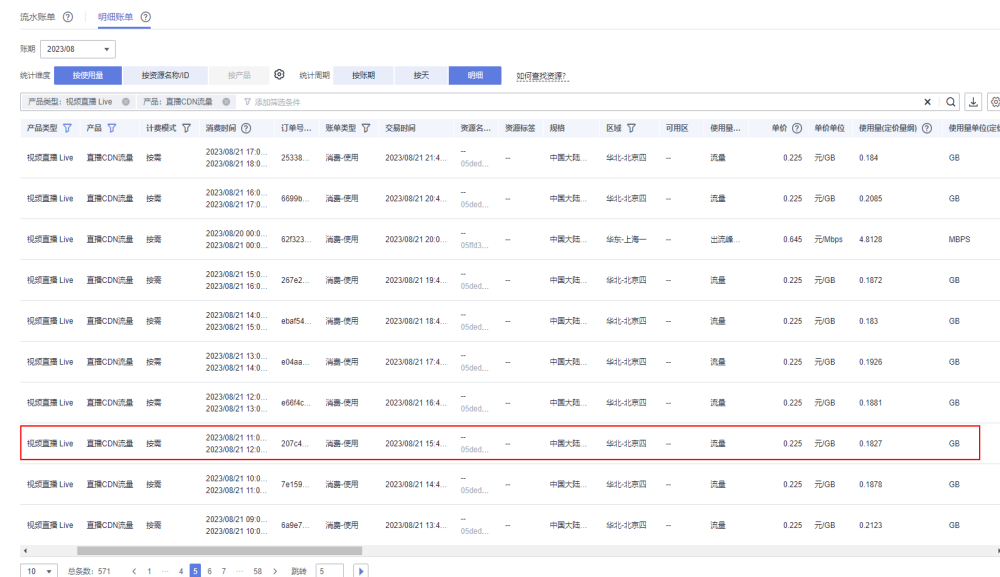 流水账单 ? 明细账单 ?
账期 2023/08
统计维度 按使用量 按资源名称/ID 按产品 统计周期 按账期 按天 明细 如何查找资源?
产品类型: 视频直播 Live 产品: 直播CDN流量 添加筛选条件
产品类型 产品 计费模式 消费时间 ? 订单号... 账单类型 交易时间 资源名... 资源标签 规格 区域 可用区 使用量... 单价 ? 单价单位 使用量(定价量纲) ? 使用量单位(定价
视频直播 Live 直播CDN流量 按需 2023/08/21 17:0... 25338... 消费-使用 2023/08/21 21:4... -- -- 中国大陆... 华北-北京四 -- 流量 0.225 元/GB 0.184 GB
2023/08/21 18:0... 05ded...
视频直播 Live 直播CDN流量 按需 2023/08/21 16:0... 6699b... 消费-使用 2023/08/21 20:4... -- -- 中国大陆... 华北-北京四 -- 流量 0.225 元/GB 0.2085 GB
2023/08/21 17:0... 05ded...
视频直播 Live 直播CDN流量 按需 2023/08/20 00:0... 62f323... 消费-使用 2023/08/21 20:0... -- -- 中国大陆... 华东-上海一 -- 出流峰... 0.645 元/Mbps 4.8128 MBPS
2023/08/21 00:0...
视频直播 Live 直播CDN流量 按需 2023/08/21 15:0... 267e2... 消费-使用 2023/08/21 19:4... -- -- 中国大陆... 华北-北京四 -- 流量 0.225 元/GB 0.1872 GB
2023/08/21 16:0... 05ded...
视频直播 Live 直播CDN流量 按需 2023/08/21 14:0... ebaf54... 消费-使用 2023/08/21 18:4... -- -- 中国大陆... 华北-北京四 -- 流量 0.225 元/GB 0.183 GB
2023/08/21 15:0... 05ded...
视频直播 Live 直播CDN流量 按需 2023/08/21 13:0... e04aa... 消费-使用 2023/08/21 17:4... -- -- 中国大陆... 华北-北京四 -- 流量 0.225 元/GB 0.1926 GB
2023/08/21 14:0... 05ded...
视频直播 Live 直播CDN流量 按需 2023/08/21 12:0... e66f4c... 消费-使用 2023/08/21 16:4... -- -- 中国大陆... 华北-北京四 -- 流量 0.225 元/GB 0.1881 GB
2023/08/21 13:0... 05ded...
视频直播 Live 直播CDN流量 按需 2023/08/21 11:0... 207c4... 消费-使用 2023/08/21 15:4... -- -- 中国大陆... 华北-北京四 -- 流量 0.225 元/GB 0.1827 GB
2023/08/21 12:0... 05ded...
视频直播 Live 直播CDN流量 按需 2023/08/21 10:0... 7e159... 消费-使用 2023/08/21 14:4... -- -- 中国大陆... 华北-北京四 -- 流量 0.225 元/GB 0.1878 GB
2023/08/21 11:0... 05ded...
视频直播 Live 直播CDN流量 按需 2023/08/21 09:0... 6a9e7... 消费-使用 2023/08/21 13:4... -- -- 中国大陆... 华北-北京四 -- 流量 0.225 元/GB 0.2123 GB
2023/08/21 10:0... 05ded...
10 总条数: 571 < 1 ... 4 5 6 7 ... 58 > 跳转 5